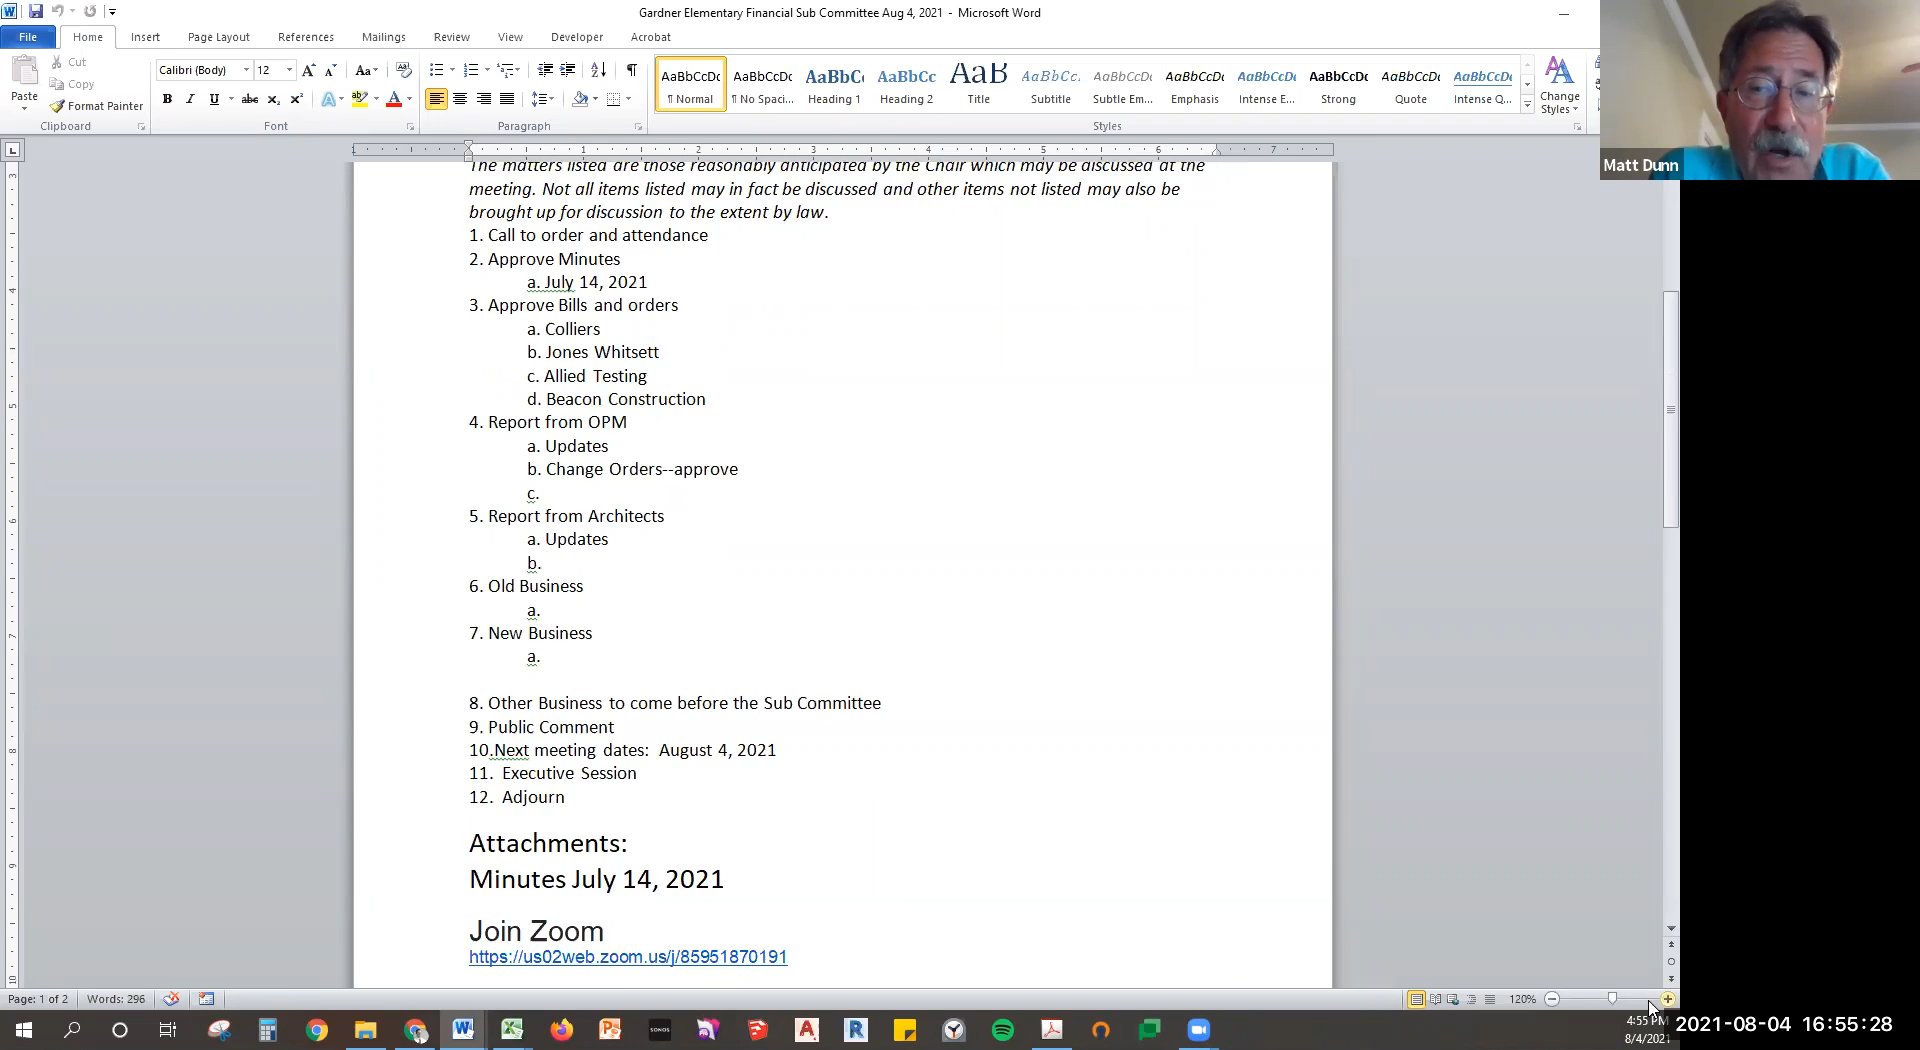 Gardner Elementary Financial Sub Committee Aug 4, 2021 - Microsoft Word
File Home Insert Page Layout References Mailings Review View Developer Acrobat
Cut
Copy
Format Painter
Paste
Clipboard
Calibri (Body) 12
Font
Paragraph
AaBbCcDc AaBbCcDc AaBbC AaBbCc AaB AaBbCc. AaBbCcDc AaBbCcDc AaBbCcDc AaBbCcDc AaBbCcDc AaBbCcDc
¶ Normal ¶ No Spaci... Heading 1 Heading 2 Title Subtitle Subtle Em... Emphasis Intense E... Strong Quote Intense Q...
Change
Styles
Styles
Matt Dunn
The matters listed are those reasonably anticipated by the Chair which may be discussed at the
meeting. Not all items listed may in fact be discussed and other items not listed may also be
brought up for discussion to the extent by law.
1. Call to order and attendance
2. Approve Minutes
a. July 14, 2021
3. Approve Bills and orders
a. Colliers
b. Jones Whitsett
c. Allied Testing
d. Beacon Construction
4. Report from OPM
a. Updates
b. Change Orders--approve
c.
5. Report from Architects
a. Updates
b.
6. Old Business
a.
7. New Business
a.
8. Other Business to come before the Sub Committee
9. Public Comment
10.Next meeting dates: August 4, 2021
11. Executive Session
12. Adjourn
Attachments:
Minutes July 14, 2021
Join Zoom
https://us02web.zoom.us/j/85951870191
Page: 1 of 2 Words: 296 120%
4:55 PM
8/4/2021
2021-08-04 16:55:28